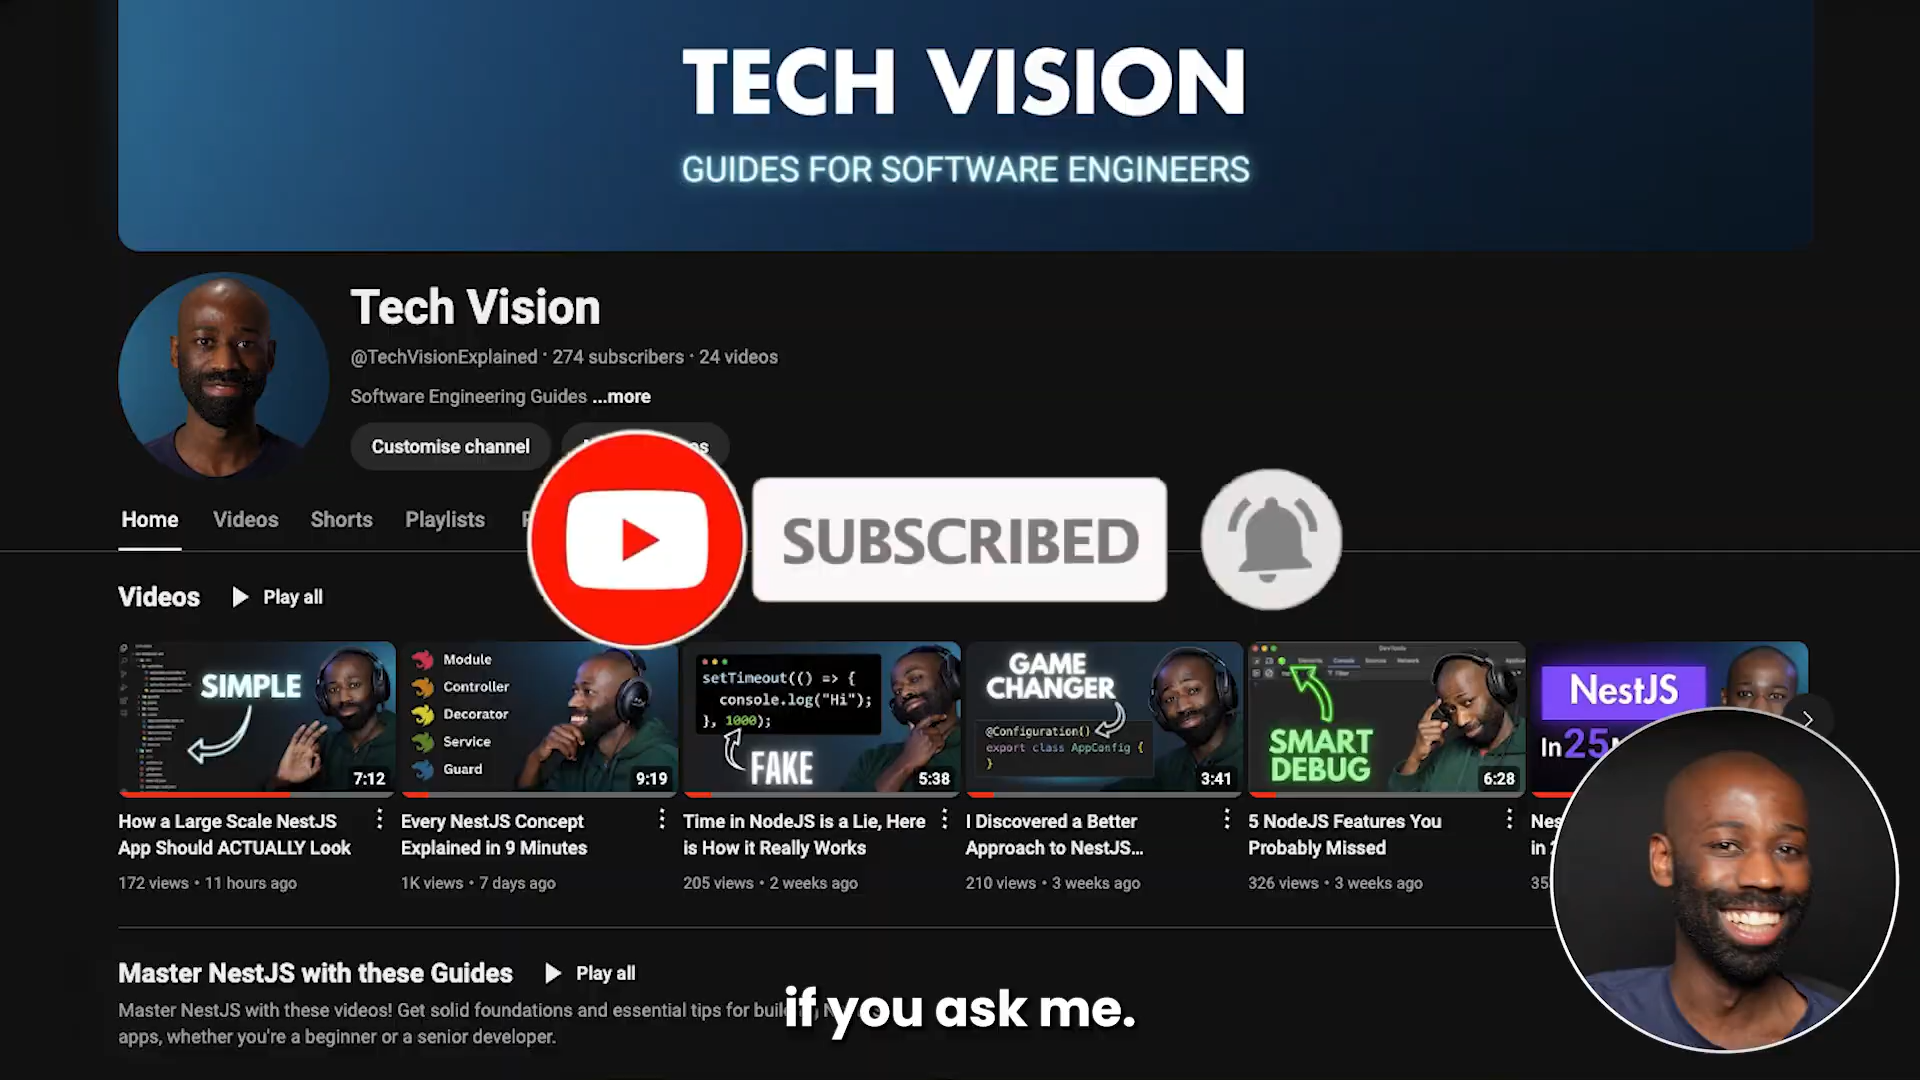 TECH VISION
GUIDES FOR SOFTWARE ENGINEERS
Tech Vision
@TechVisionExplained · 274 subscribers · 24 videos
Software Engineering Guides ...more
Customise channel
Home Videos Shorts Playlists
SUBSCRIBED
Videos Play all
SIMPLE
7:12
Module
Controller
Decorator
Service
Guard
9:19
setTimeout(() => {
console.log("Hi");
}, 1000);
FAKE
5:38
GAME
CHANGER
@Configuration()
export class AppConfig {
}
3:41
SMART
DEBUG
6:28
NestJS
In 25
How a Large Scale NestJS
App Should ACTUALLY Look
172 views • 11 hours ago
Every NestJS Concept
Explained in 9 Minutes
1K views • 7 days ago
Time in NodeJS is a Lie, Here
is How it Really Works
205 views • 2 weeks ago
I Discovered a Better
Approach to NestJS...
210 views • 3 weeks ago
5 NodeJS Features You
Probably Missed
326 views • 3 weeks ago
Master NestJS with these Guides Play all
Master NestJS with these videos! Get solid foundations and essential tips for
apps, whether you're a beginner or a senior developer.
if you ask me.